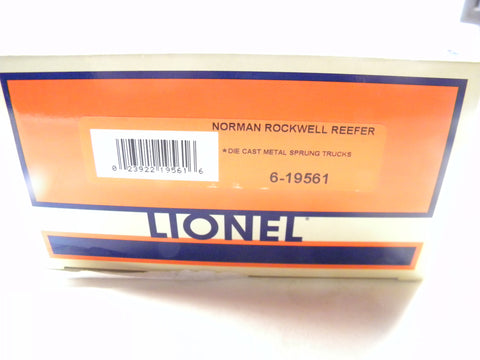 NORMAN ROCKWELL REEFER
*DIE CAST METAL SPRUNG TRUCKS
0 23922 19561 6
6-19561
LIONEL